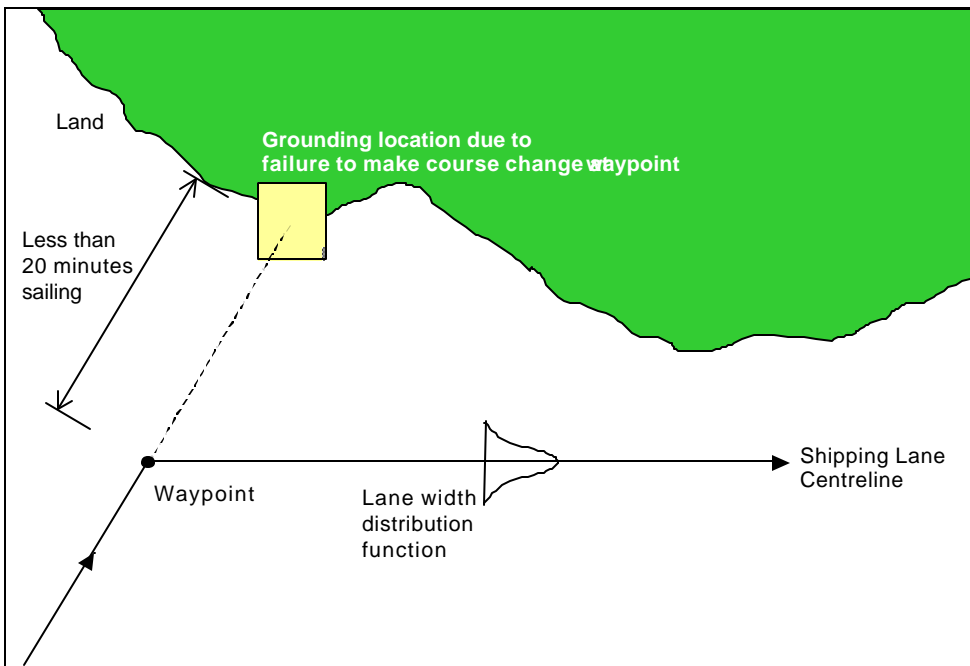 Land
Grounding location due to
failure to make course change at waypoint
Less than
20 minutes
sailing
Waypoint
Lane width
distribution
function
Shipping Lane
Centreline